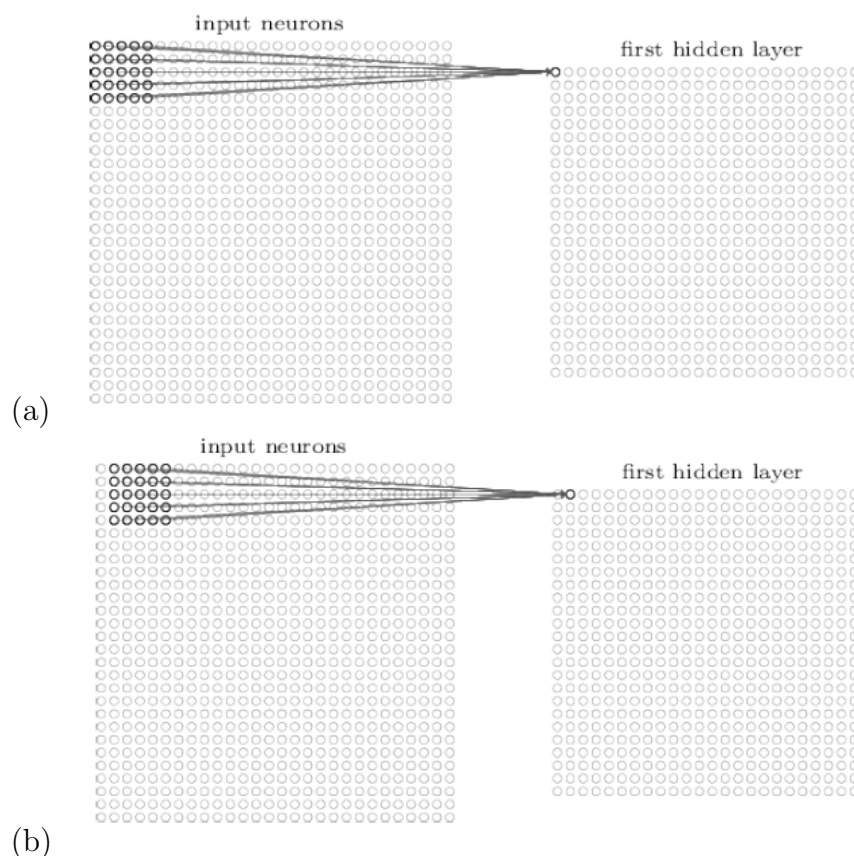 input neurons
first hidden layer
(a)
input neurons
first hidden layer
(b)